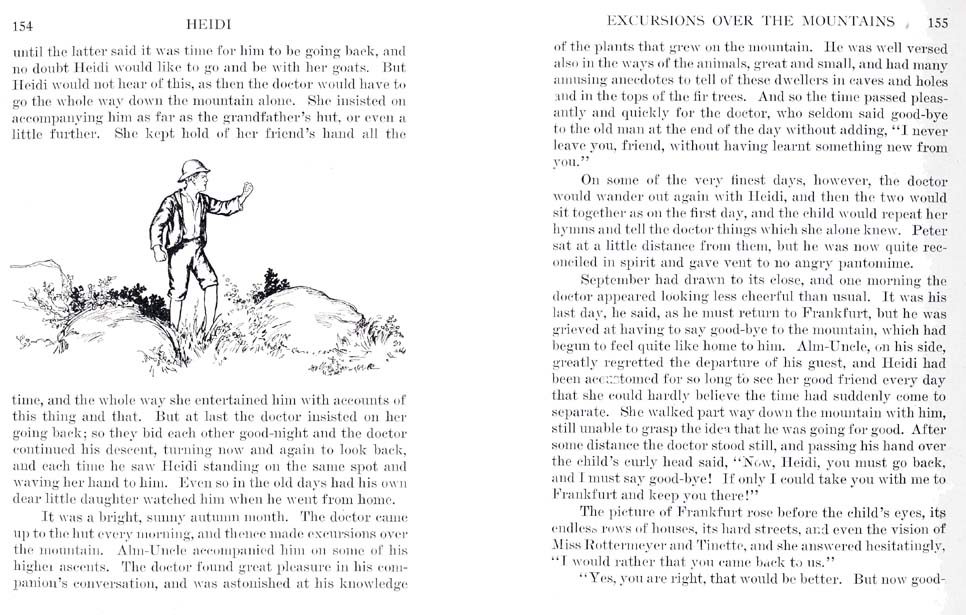 154 HEIDI
until the latter said it was time for him to be going back, and
no doubt Heidi would like to go and be with her goats. But
Heidi would not hear of this, as then the doctor would have to
go the whole way down the mountain alone. She insisted on
accompanying him as far as the grandfather's hut, or even a
little further. She kept hold of her friend's hand all the
time, and the whole way she entertained him with accounts of
this thing and that. But at last the doctor insisted on her
going back; so they bid each other good-night and the doctor
continued his descent, turning now and again to look back,
and each time he saw Heidi standing on the same spot and
waving her hand to him. Even so in the old days had his own
dear little daughter watched him when he went from home.
It was a bright, sunny autumn month. The doctor came
up to the hut every morning, and thence made excursions over
the mountain. Alm-Uncle accompanied him on some of his
higher ascents. The doctor found great pleasure in his com-
panion's conversation, and was astonished at his knowledge
EXCURSIONS OVER THE MOUNTAINS 155
of the plants that grew on the mountain. He was well versed
also in the ways of the animals, great and small, and had many
amusing anecdotes to tell of these dwellers in caves and holes
and in the tops of the fir trees. And so the time passed pleas-
antly and quickly for the doctor, who seldom said good-bye
to the old man at the end of the day without adding, "I never
leave you, friend, without having learnt something new from
you."
On some of the very finest days, however, the doctor
would wander out again with Heidi, and then the two would
sit together as on the first day, and the child would repeat her
hymns and tell the doctor things which she alone knew. Peter
sat at a little distance from them, but he was now quite rec-
onciled in spirit and gave vent to no angry pantomime.
September had drawn to its close, and one morning the
doctor appeared looking less cheerful than usual. It was his
last day, he said, as he must return to Frankfurt, but he was
grieved at having to say good-bye to the mountain, which had
begun to feel quite like home to him. Alm-Uncle, on his side,
greatly regretted the departure of his guest, and Heidi had
been accustomed for so long to see her good friend every day
that she could hardly believe the time had suddenly come to
separate. She walked part way down the mountain with him,
still unable to grasp the idea that he was going for good. After
some distance the doctor stood still, and passing his hand over
the child's curly head said, "Now, Heidi, you must go back,
and I must say good-bye! If only I could take you with me to
Frankfurt and keep you there!"
The picture of Frankfurt rose before the child's eyes, its
endless rows of houses, its hard streets, and even the vision of
Miss Rottermeyer and Tinette, and she answered hesitatingly,
"I would rather that you came back to us."
"Yes, you are right, that would be better. But now good-